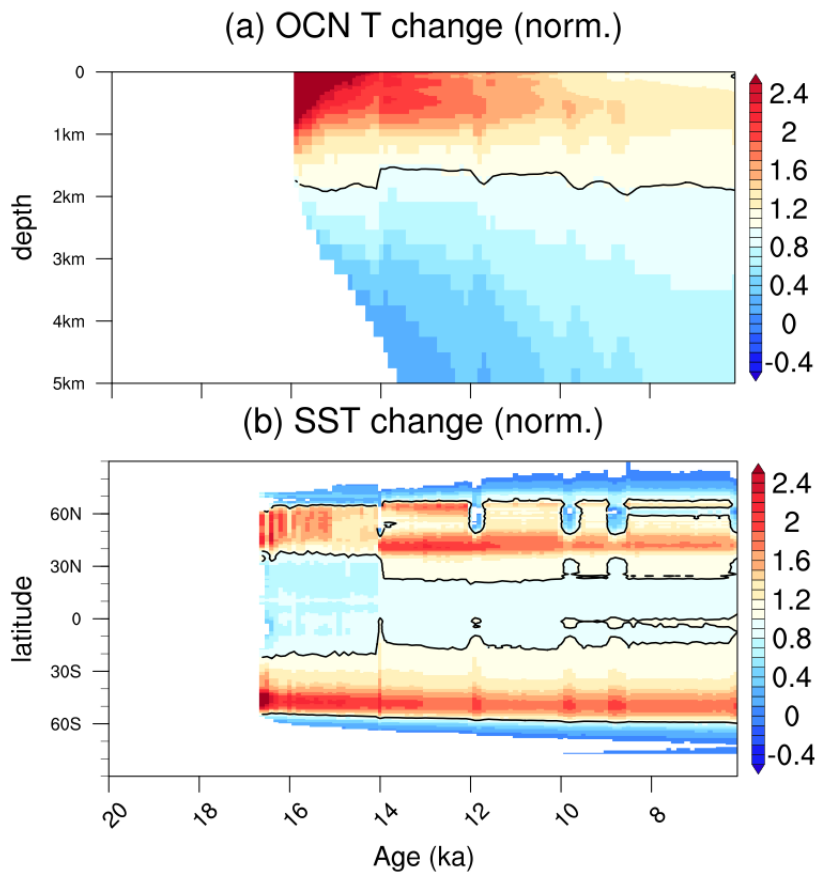 (a) OCN T change (norm.)
0
1km
2km
3km
4km
5km
depth
2.4
2
1.6
1.2
0.8
0.4
0
-0.4
(b) SST change (norm.)
60N
30N
0
30S
60S
latitude
2.4
2
1.6
1.2
0.8
0.4
0
-0.4
20
18
16
14
12
10
8
Age (ka)